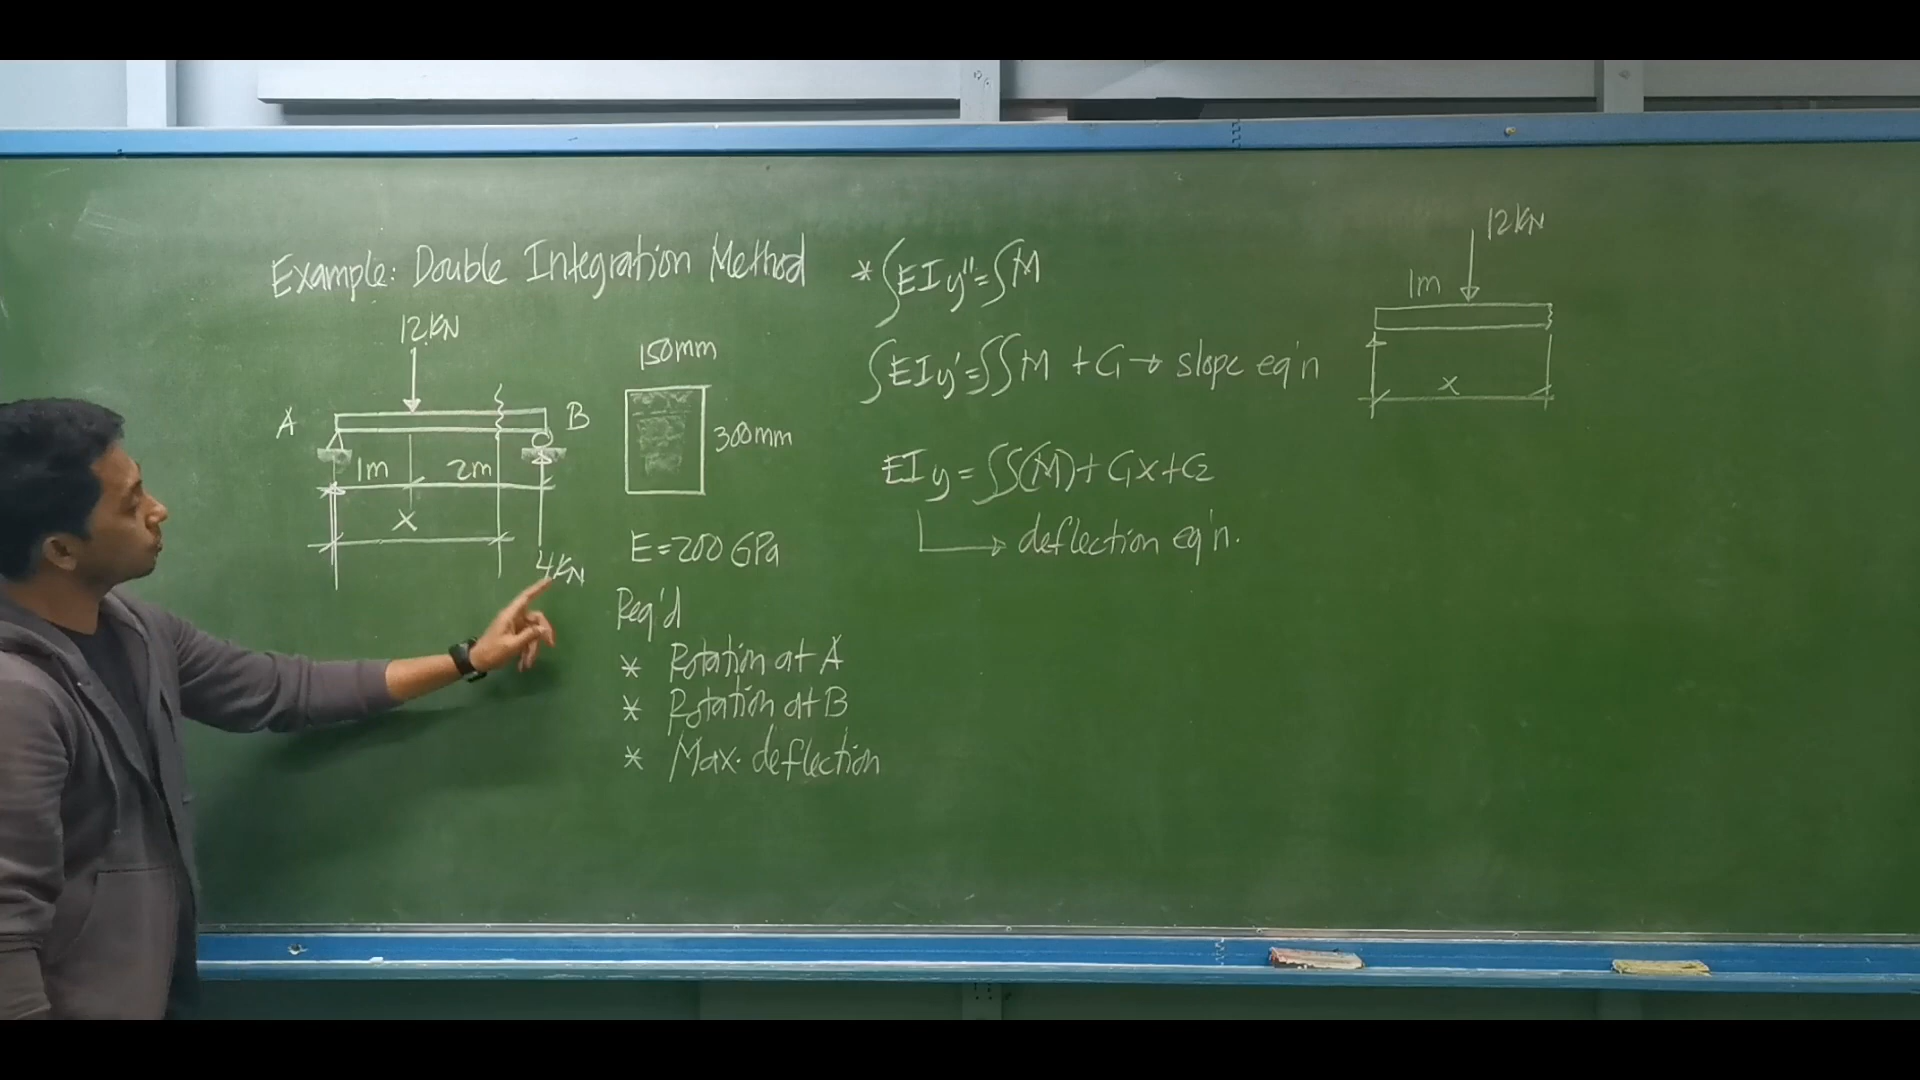 Example: Double Integration Method
12KN
A
B
1m
2m
x
4KN
150mm
300mm
E=200 GPa
Req'd
* Rotation at A
* Rotation at B
* Max. deflection
* ∫EIy''=∫M
∫EIy'=∫∫M + C1 → slope eq'n
EIy=∫∫(M)+C1x+C2
→ deflection eq'n.
12KN
1m
x